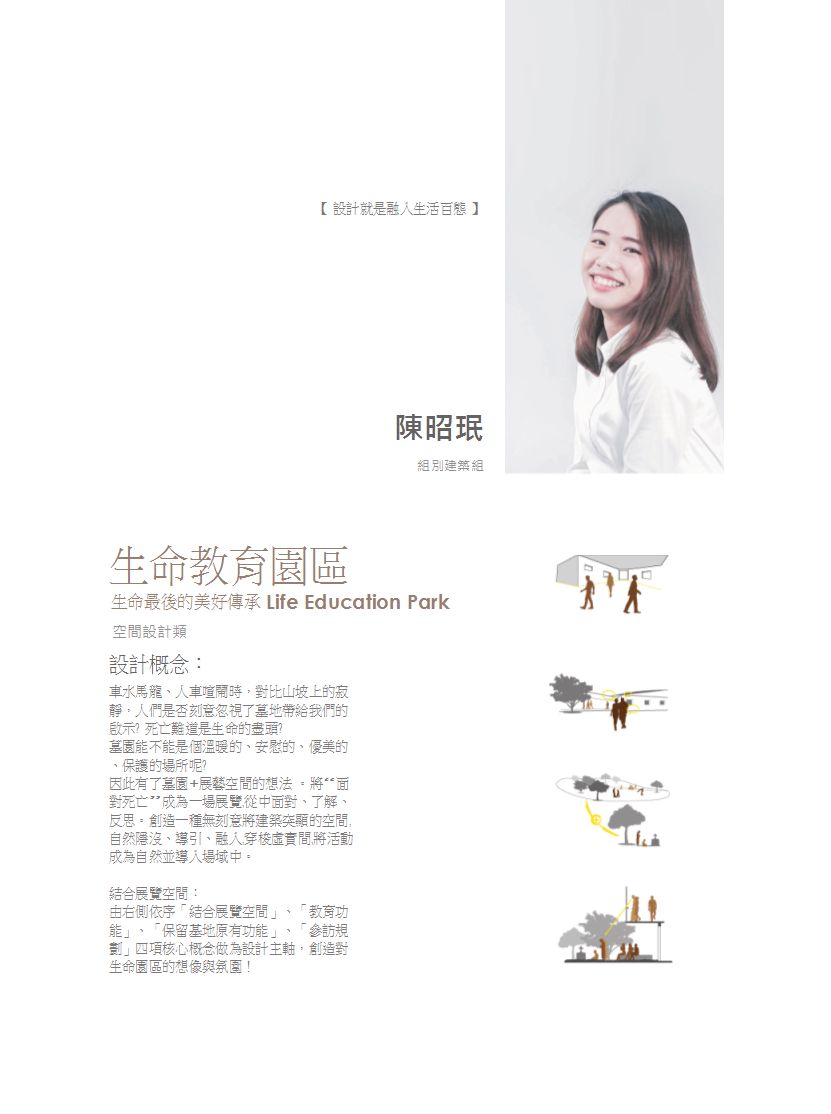 【 設計就是融入生活百態 】
陳昭珉
組別建築組
生命教育園區
生命最後的美好傳承 Life Education Park
空間設計類
設計概念：
車水馬龍、人車喧鬧時，對比山坡上的寂
靜，人們是否刻意忽視了墓地帶給我們的
啟示? 死亡難道是生命的盡頭?
墓園能不能是個溫暖的、安慰的、優美的
、保護的場所呢?
因此有了墓園+展藝空間的想法 。將“面
對死亡”成為一場展覽,從中面對、了解、
反思。創造一種無刻意將建築突顯的空間,
自然隱沒、導引、融入,穿梭虛實間,將活動
成為自然並導入場域中。
結合展覽空間：
由右側依序「結合展覽空間」、「教育功
能」、「保留基地原有功能」、「參訪規
劃」四項核心概念做為設計主軸，創造對
生命園區的想像與氛圍！